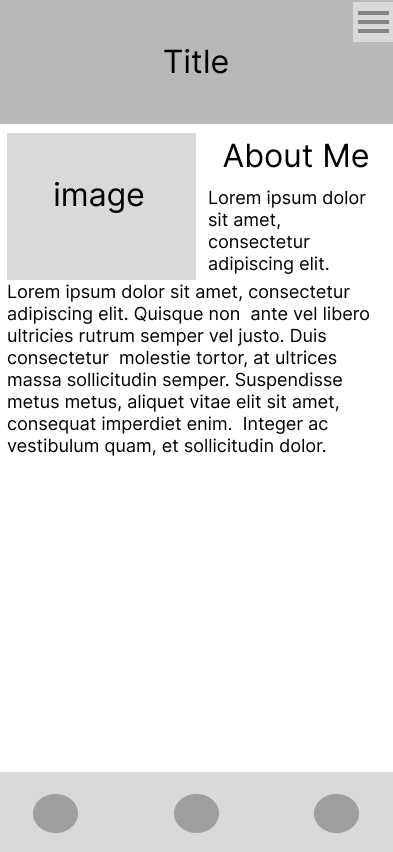 Title
image
About Me
Lorem ipsum dolor
sit amet,
consectetur
adipiscing elit.
Lorem ipsum dolor sit amet, consectetur
adipiscing elit. Quisque non  ante vel libero
ultricies rutrum semper vel justo. Duis
consectetur  molestie tortor, at ultrices
massa sollicitudin semper. Suspendisse
metus metus, aliquet vitae elit sit amet,
consequat imperdiet enim.  Integer ac
vestibulum quam, et sollicitudin dolor.